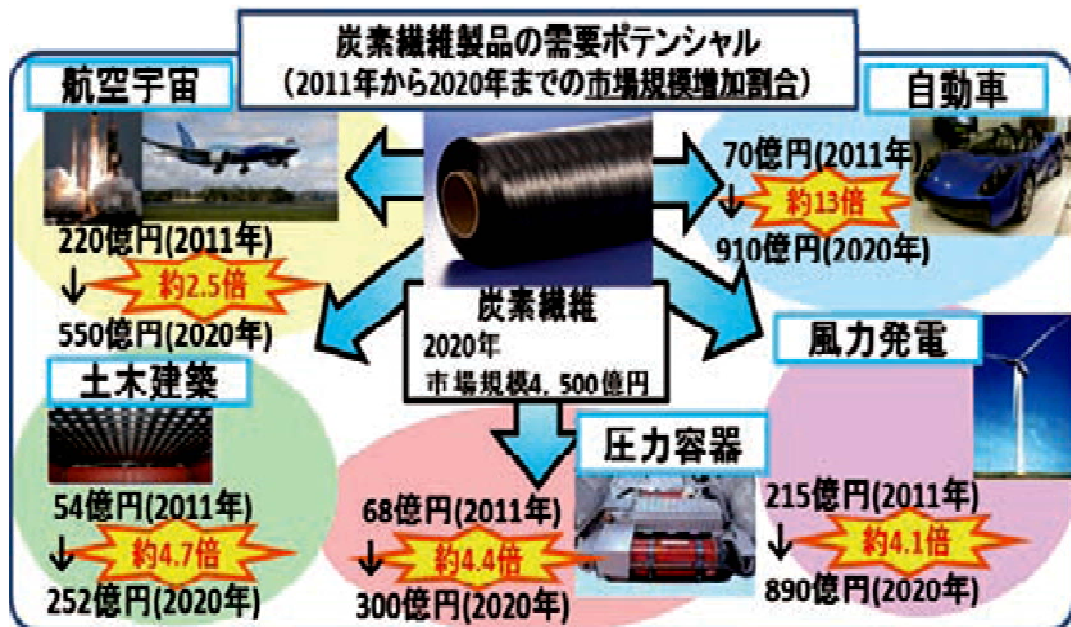 炭素繊維製品の需要ポテンシャル
（2011年から2020年までの市場規模増加割合）
航空宇宙
220億円(2011年)
↓
約2.5倍
550億円(2020年)
自動車
70億円(2011年)
↓
約13倍
910億円(2020年)
炭素繊維
2020年
市場規模4，500億円
土木建築
54億円(2011年)
↓
約4.7倍
252億円(2020年)
圧力容器
68億円(2011年)
↓
約4.4倍
300億円(2020年)
風力発電
215億円(2011年)
↓
約4.1倍
890億円(2020年)